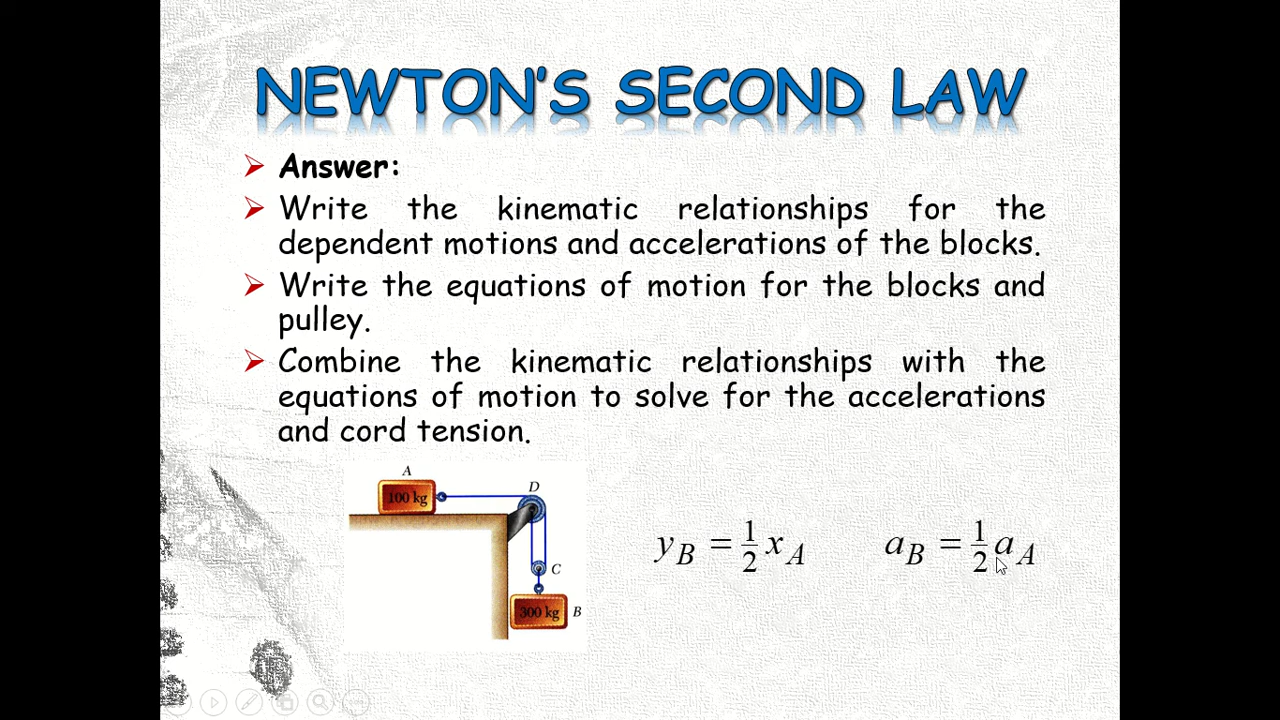 NEWTON'S SECOND LAW
Answer:
Write the kinematic relationships for the
dependent motions and accelerations of the blocks.
Write the equations of motion for the blocks and
pulley.
Combine the kinematic relationships with the
equations of motion to solve for the accelerations
and cord tension.
A
100 kg
D
C
300 kg
B
y_B = 1/2 x_A
a_B = 1/2 a_A